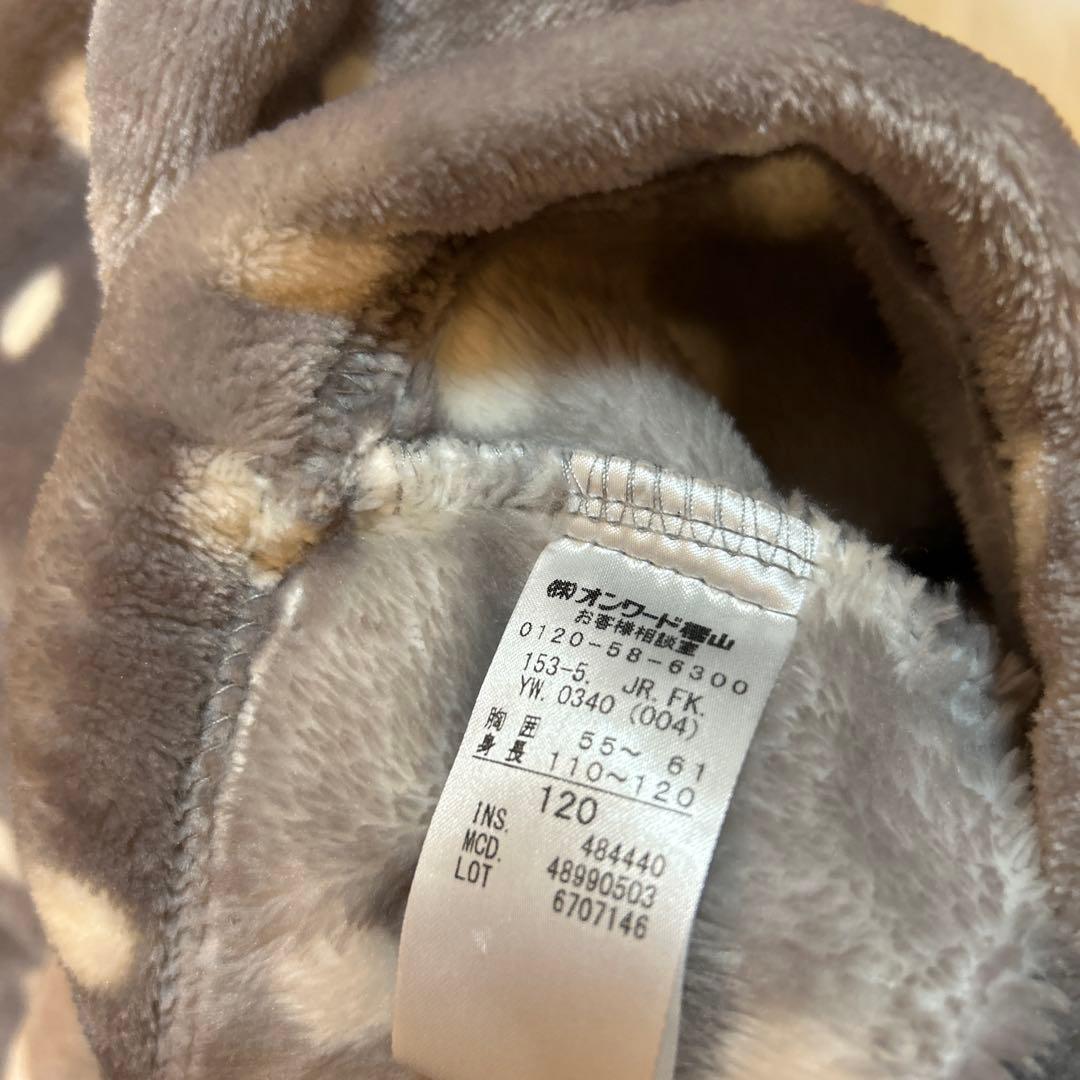 ㈱オンワード樫山
お客様相談室
0120-58-6300
153-5. JR. FK.
YW. 0340 (004)
胸囲 55～ 61
身長 110～120
120
INS. 484440
MCD. 48990503
LOT 6707146